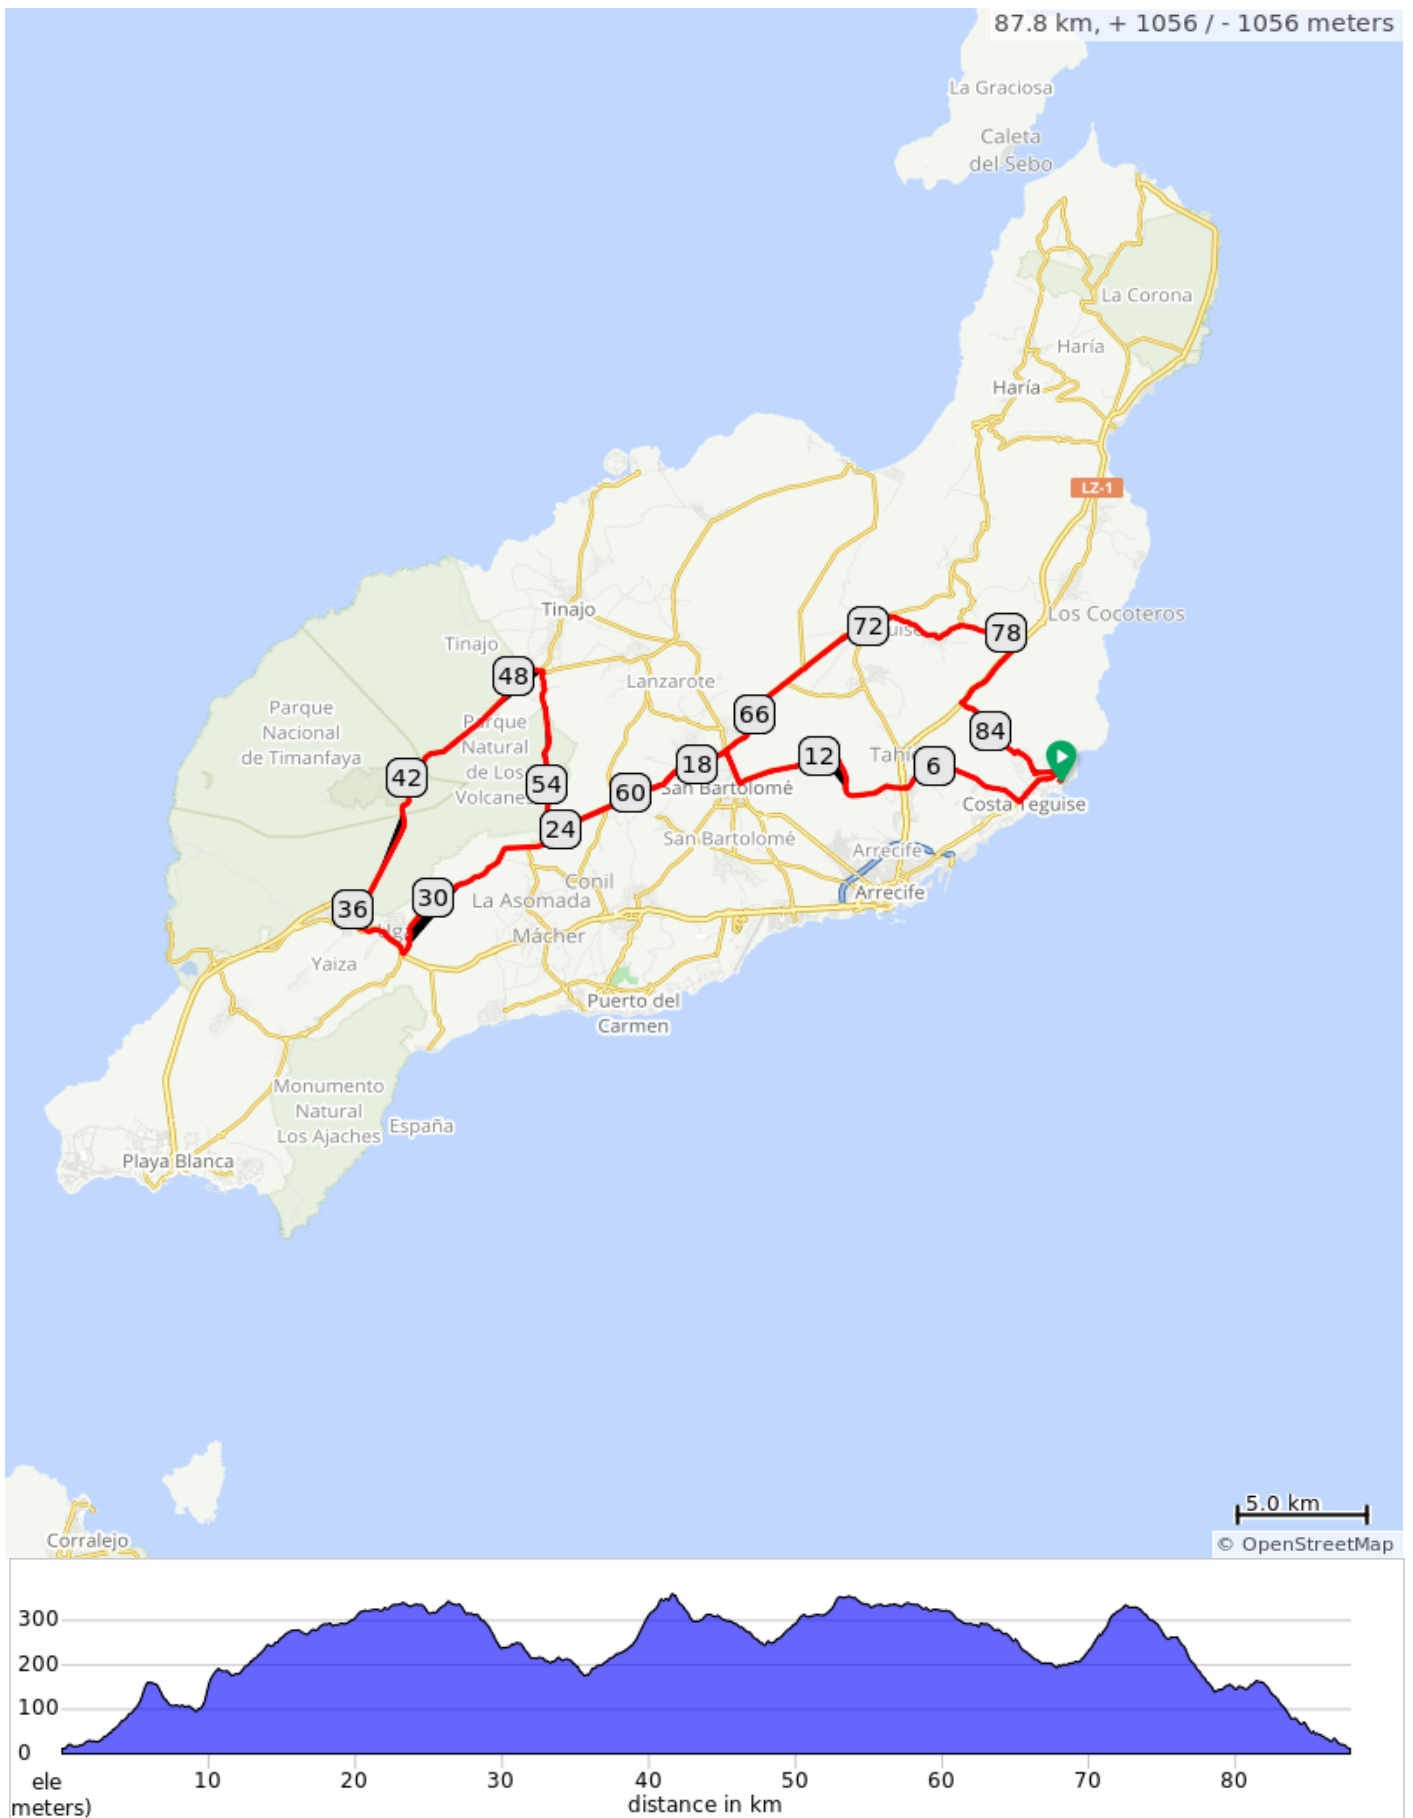 87.8 km, + 1056 / - 1056 meters
La Graciosa
Caleta
del Sebo
La Corona
Haría
Haría
LZ-1
Tinajo
Los Cocoteros
72
78
Tinajo
48
Lanzarote
Parque
Nacional
de Timanfaya
Parque
Natural
de Los
Volcanes
66
84
18
12
Tahí
6
42
54
60
San Bartolomé
Costa Teguise
24
San Bartolomé
Arrecife
Conil
30
La Asomada
Arrecife
36
Uga
Mácher
Yaiza
Puerto del
Carmen
Monumento
Natural
Los Ajaches
España
Playa Blanca
5.0 km
Corralejo
© OpenStreetMap
300
200
100
0
10
20
30
40
50
60
70
80
ele
meters)
distance in km